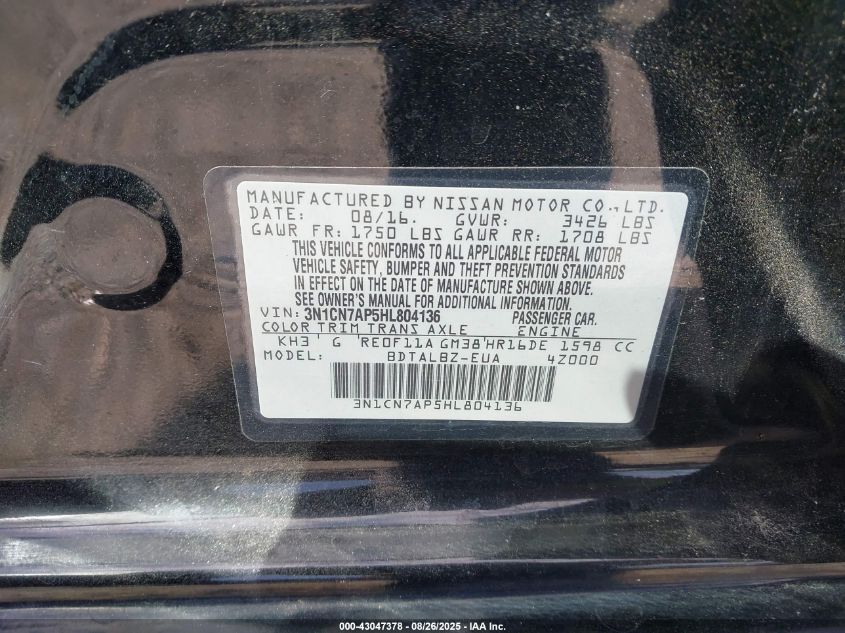 MANUFACTURED BY NISSAN MOTOR CO.,LTD.
DATE: 08/16. GVWR: 3426 LBS
GAWR FR: 1750 LBS GAWR RR: 1708 LBS
THIS VEHICLE CONFORMS TO ALL APPLICABLE FEDERAL MOTOR
VEHICLE SAFETY, BUMPER AND THEFT PREVENTION STANDARDS
IN EFFECT ON THE DATE OF MANUFACTURE SHOWN ABOVE.
SEE OWNER'S MANUAL FOR ADDITIONAL INFORMATION.
VIN: 3N1CN7AP5HL804136 PASSENGER CAR.
COLOR TRIM TRANS AXLE ENGINE
KH3 G RE0F11A GM38 HR16DE 1598 CC
MODEL: BDTALBZ-EUA 4Z000
3N1CN7AP5HL804136
000-43047378 - 08/26/2025 - IAA Inc.